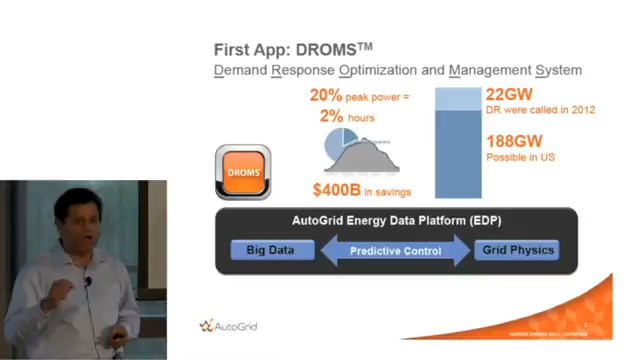 First App: DROMS™
Demand Response Optimization and Management System
20% peak power =
2% hours
22GW
DR were called in 2012
188GW
Possible in US
DROMS
$400B in savings
AutoGrid Energy Data Platform (EDP)
Big Data
Predictive Control
Grid Physics
AutoGrid